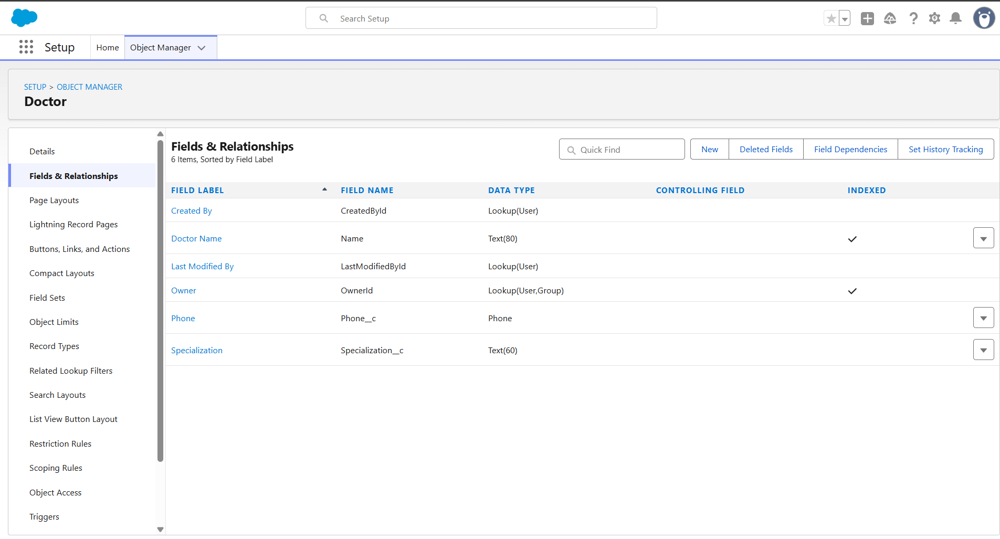 Search Setup
Setup
Home
Object Manager
SETUP > OBJECT MANAGER
Doctor
Details
Fields & Relationships
Page Layouts
Lightning Record Pages
Buttons, Links, and Actions
Compact Layouts
Field Sets
Object Limits
Record Types
Related Lookup Filters
Search Layouts
List View Button Layout
Restriction Rules
Scoping Rules
Object Access
Triggers
Fields & Relationships
6 Items, Sorted by Field Label
Quick Find
New
Deleted Fields
Field Dependencies
Set History Tracking
FIELD LABEL FIELD NAME DATA TYPE CONTROLLING FIELD INDEXED
Created By CreatedById Lookup(User)
Doctor Name Name Text(80)
Last Modified By LastModifiedById Lookup(User)
Owner OwnerId Lookup(User,Group)
Phone Phone__c Phone
Specialization Specialization__c Text(60)